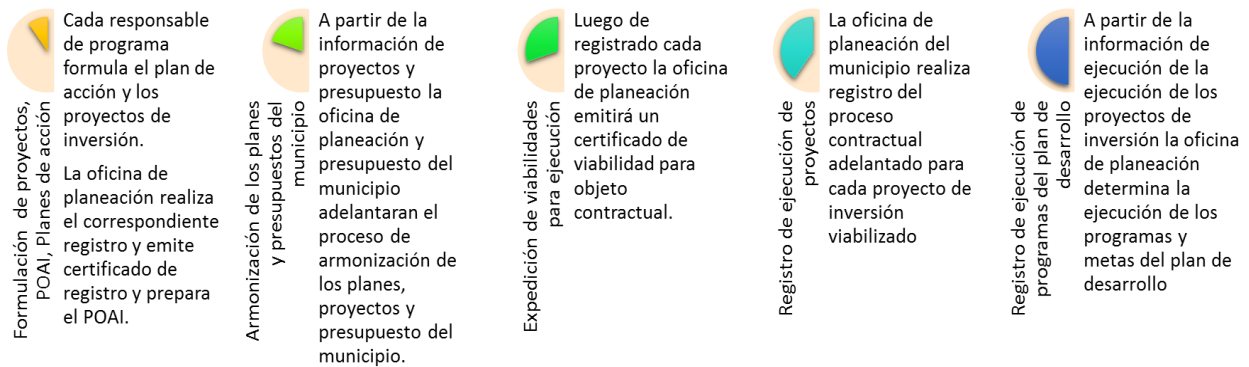 Formulación de proyectos,
POAI, Planes de acción
Cada responsable
de programa
formula el plan de
acción y los
proyectos de
inversión.
La oficina de
planeación realiza
el correspondiente
registro y emite
certificado de
registro y prepara
el POAI.
Armonización de los planes
y presupuestos del
municipio
A partir de la
información de
proyectos y
presupuesto la
oficina de
planeación y
presupuesto del
municipio
adelantaran el
proceso de
armonización de
los planes,
proyectos y
presupuesto del
municipio.
Expedición de viabilidades
para ejecución
Luego de
registrado cada
proyecto la oficina
de planeación
emitirá un
certificado de
viabilidad para
objeto
contractual.
Registro de ejecución de
proyectos
La oficina de
planeación del
municipio realiza
registro del
proceso
contractual
adelantado para
cada proyecto de
inversión
viabilizado
Registro de ejecución de
programas del plan de
desarrollo
A partir de la
información de
ejecución de la
ejecución de los
proyectos de
inversión la oficina
de planeación
determina la
ejecución de los
programas y
metas del plan de
desarrollo